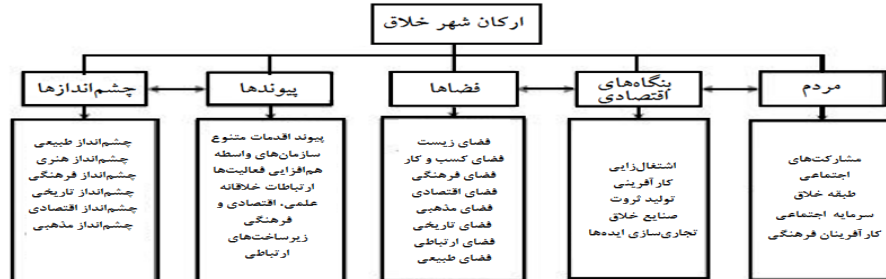 ارکان شهر خلاق
مردم
بنگاه‌های
اقتصادی
فضاها
پیوندها
چشم‌اندازها
مشارکت‌های
اجتماعی
طبقه خلاق
سرمایه اجتماعی
کارآفرینان فرهنگی
اشتغال‌زایی
کارآفرینی
تولید ثروت
صنایع خلاق
تجاری‌سازی ایده‌ها
فضای زیست
فضای کسب و کار
فضای فرهنگی
فضای اقتصادی
فضای مذهبی
فضای تاریخی
فضای ارتباطی
فضای طبیعی
پیوند اقدمات متنوع
سازمان‌های واسطه
هم‌افزایی فعالیت‌ها
ارتباطات خلاقانه
علمی، اقتصادی و
فرهنگی
زیرساخت‌های
ارتباطی
چشم‌انداز طبیعی
چشم‌انداز هنری
چشم‌انداز فرهنگی
چشم‌انداز تاریخی
چشم‌انداز اقتصادی
چشم‌انداز مذهبی